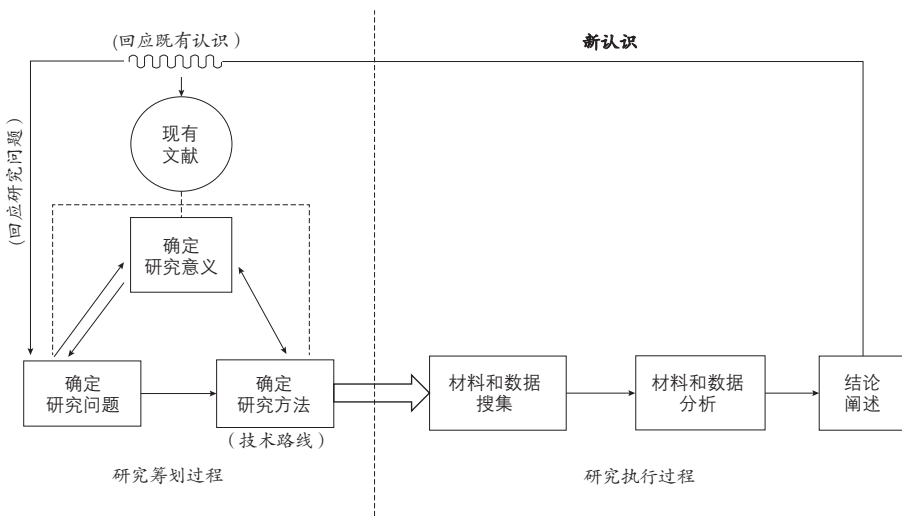 (回应既有认识)
新认识
现有
文献
(回应研究问题)
确定
研究意义
确定
研究问题
确定
研究方法
(技术路线)
材料和数据
搜集
材料和数据
分析
结论
阐述
研究筹划过程
研究执行过程